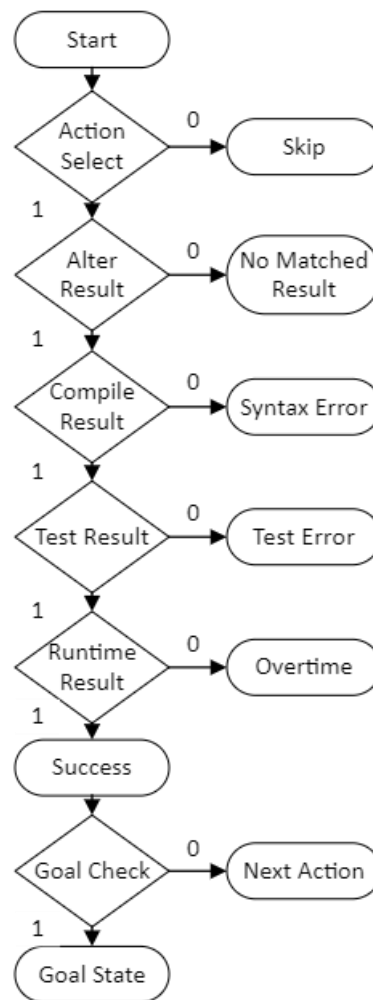 Start
Action
Select
0
Skip
1
Alter
Result
0
No Matched
Result
1
Compile
Result
0
Syntax Error
1
Test Result
0
Test Error
1
Runtime
Result
0
Overtime
1
Success
Goal Check
0
Next Action
1
Goal State